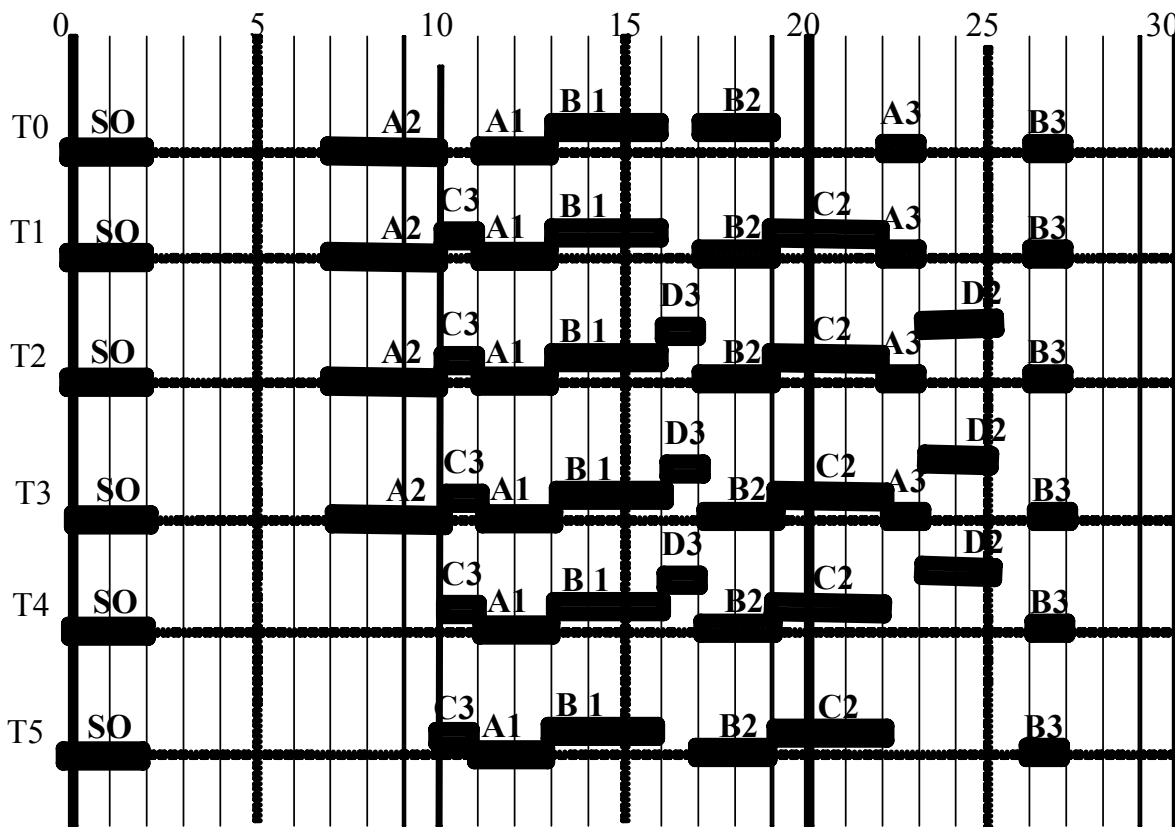 0 5 10 15 20 25 30
T0 SO A2 A1 B 1 B2 A3 B3
T1 SO A2 C3 A1 B 1 B2 C2 A3 B3
T2 SO A2 C3 A1 B 1 D3 B2 C2 A3 D2 B3
T3 SO A2 C3 A1 B 1 D3 B2 C2 A3 D2 B3
T4 SO C3 A1 B 1 D3 B2 C2 D2 B3
T5 SO C3 A1 B 1 B2 C2 B3